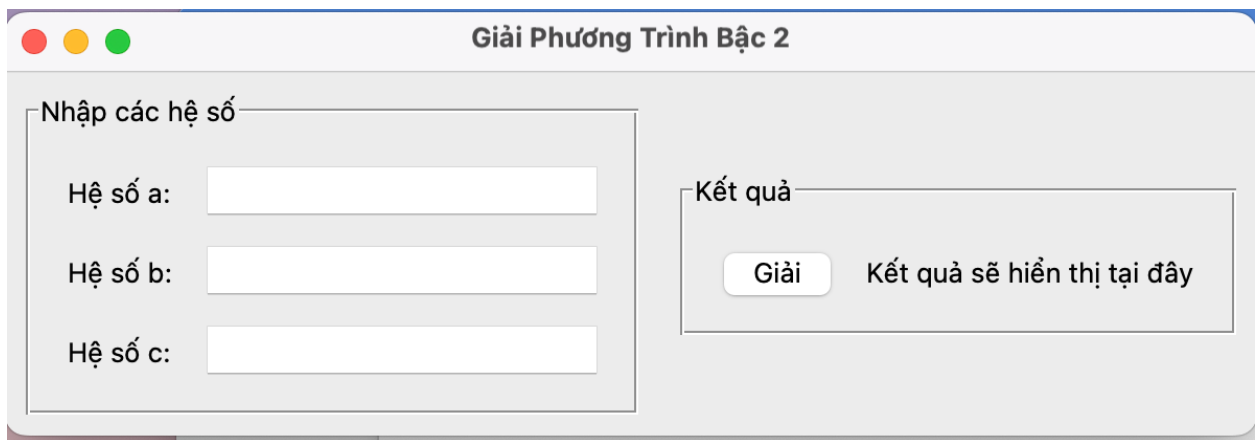 Giải Phương Trình Bậc 2
Nhập các hệ số
Hệ số a:
Hệ số b:
Hệ số c:
Kết quả
Giải
Kết quả sẽ hiển thị tại đây